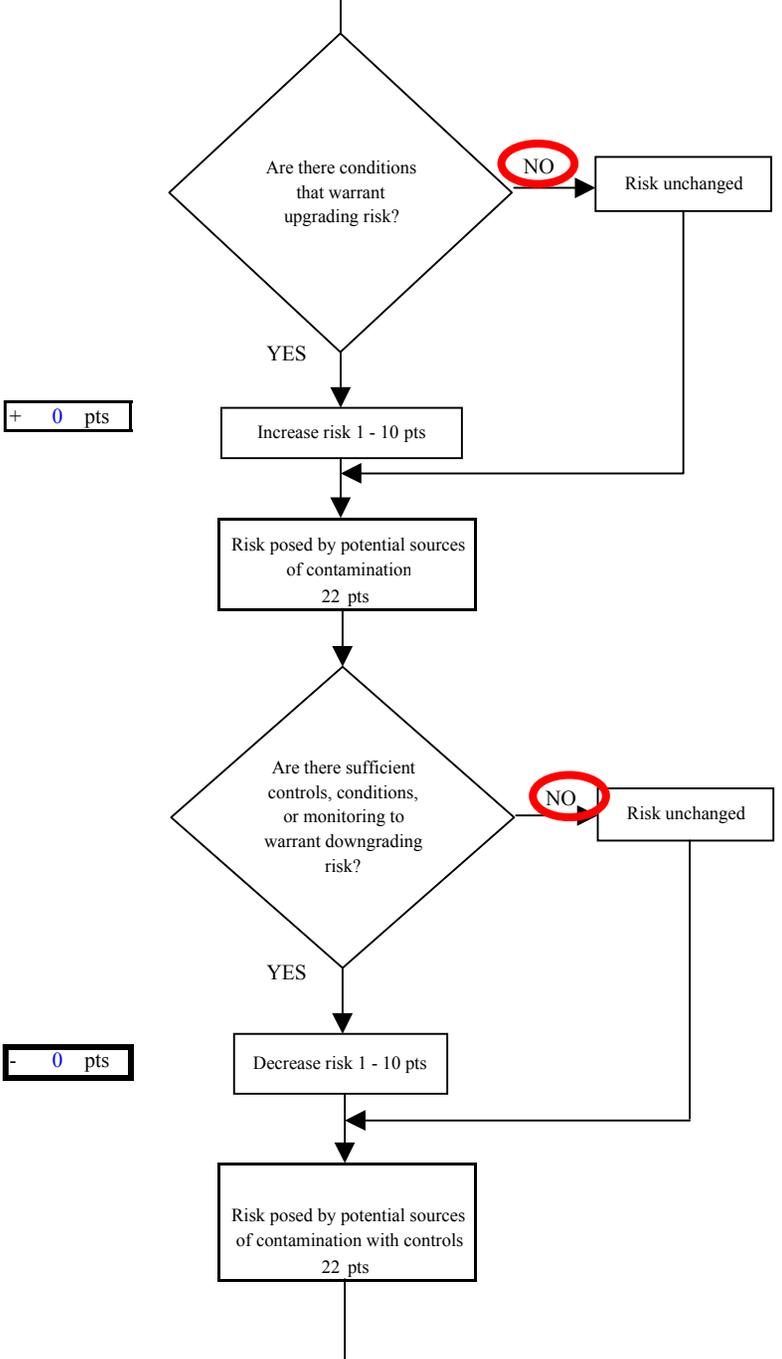 Are there conditions
that warrant
upgrading risk?
NO
Risk unchanged
YES
+ 0 pts
Increase risk 1 - 10 pts
Risk posed by potential sources
of contamination
22 pts
Are there sufficient
controls, conditions,
or monitoring to
warrant downgrading
risk?
NO
Risk unchanged
YES
- 0 pts
Decrease risk 1 - 10 pts
Risk posed by potential sources
of contamination with controls
22 pts